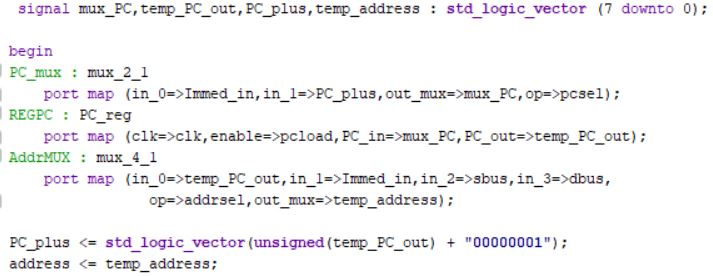 signal mux_PC,temp_PC_out,PC_plus,temp_address : std_logic_vector (7 downto 0);
begin
PC_mux : mux_2_1
port map (in_0=>Immed_in,in_1=>PC_plus,out_mux=>mux_PC,op=>pcsel);
REGPC : PC_reg
port map (clk=>clk,enable=>pcload,PC_in=>mux_PC,PC_out=>temp_PC_out);
AddrMUX : mux_4_1
port map (in_0=>temp_PC_out,in_1=>Immed_in,in_2=>sbus,in_3=>dbus,
op=>addrsel,out_mux=>temp_address);
PC_plus <= std_logic_vector(unsigned(temp_PC_out) + "00000001");
address <= temp_address;